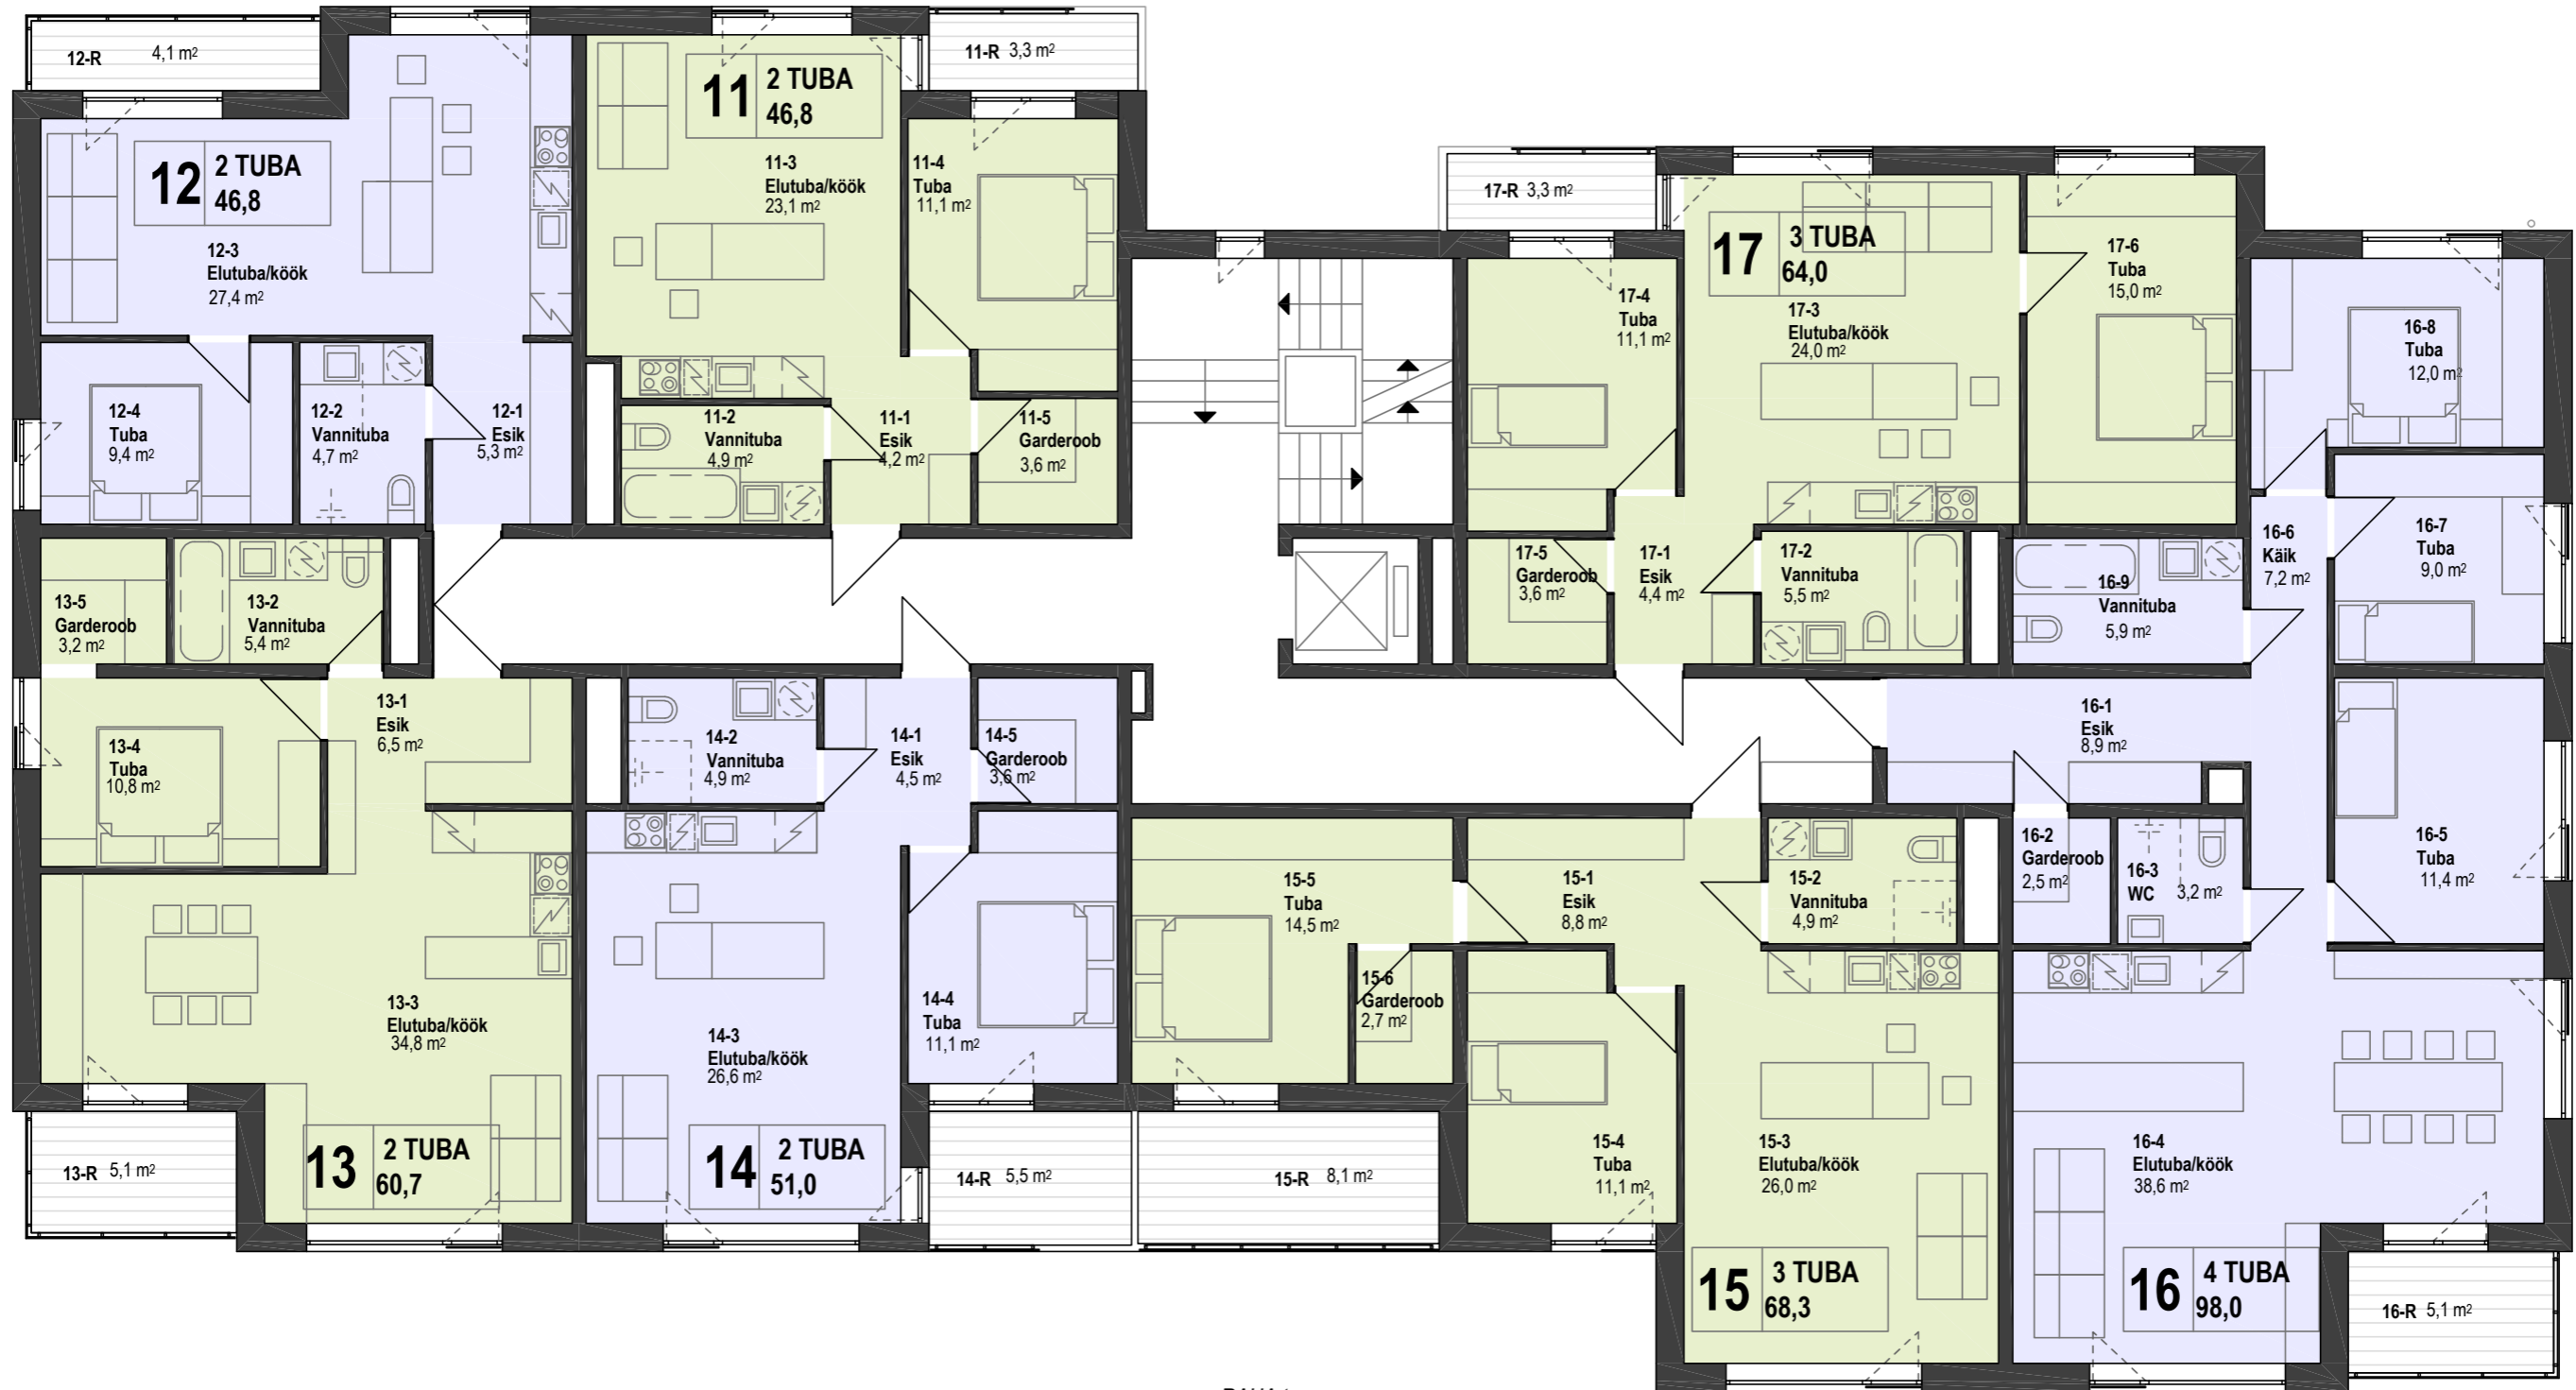 12-R 4,1 m²
11
2 TUBA
46,8
11-R 3,3 m²
12
2 TUBA
46,8
12-3
Elutuba/köök
27,4 m²
11-3
Elutuba/köök
23,1 m²
11-4
Tuba
11,1 m²
17-R 3,3 m²
17
3 TUBA
64,0
17-3
Elutuba/köök
24,0 m²
17-4
Tuba
11,1 m²
17-6
Tuba
15,0 m²
16-8
Tuba
12,0 m²
12-4
Tuba
9,4 m²
12-2
Vannituba
4,7 m²
12-1
Esik
5,3 m²
11-2
Vannituba
4,9 m²
11-1
Esik
4,2 m²
11-5
Garderoob
3,6 m²
13-5
Garderoob
3,2 m²
13-2
Vannituba
5,4 m²
17-5
Garderoob
3,6 m²
17-1
Esik
4,4 m²
17-2
Vannituba
5,5 m²
16-9
Vannituba
5,9 m²
16-6
Käik
7,2 m²
16-7
Tuba
9,0 m²
13-4
Tuba
10,8 m²
13-1
Esik
6,5 m²
14-2
Vannituba
4,9 m²
14-1
Esik
4,5 m²
14-5
Garderoob
3,6 m²
16-1
Esik
8,9 m²
15-5
Tuba
14,5 m²
15-1
Esik
8,8 m²
15-2
Vannituba
4,9 m²
16-2
Garderoob
2,5 m²
16-3
WC 3,2 m²
16-5
Tuba
11,4 m²
13-3
Elutuba/köök
34,8 m²
14-3
Elutuba/köök
26,6 m²
14-4
Tuba
11,1 m²
15-6
Garderoob
2,7 m²
13-R 5,1 m²
13
2 TUBA
60,7
14
2 TUBA
51,0
14-R 5,5 m²
15-R 8,1 m²
15-4
Tuba
11,1 m²
15-3
Elutuba/köök
26,0 m²
16-4
Elutuba/köök
38,6 m²
15
3 TUBA
68,3
16
4 TUBA
98,0
16-R 5,1 m²